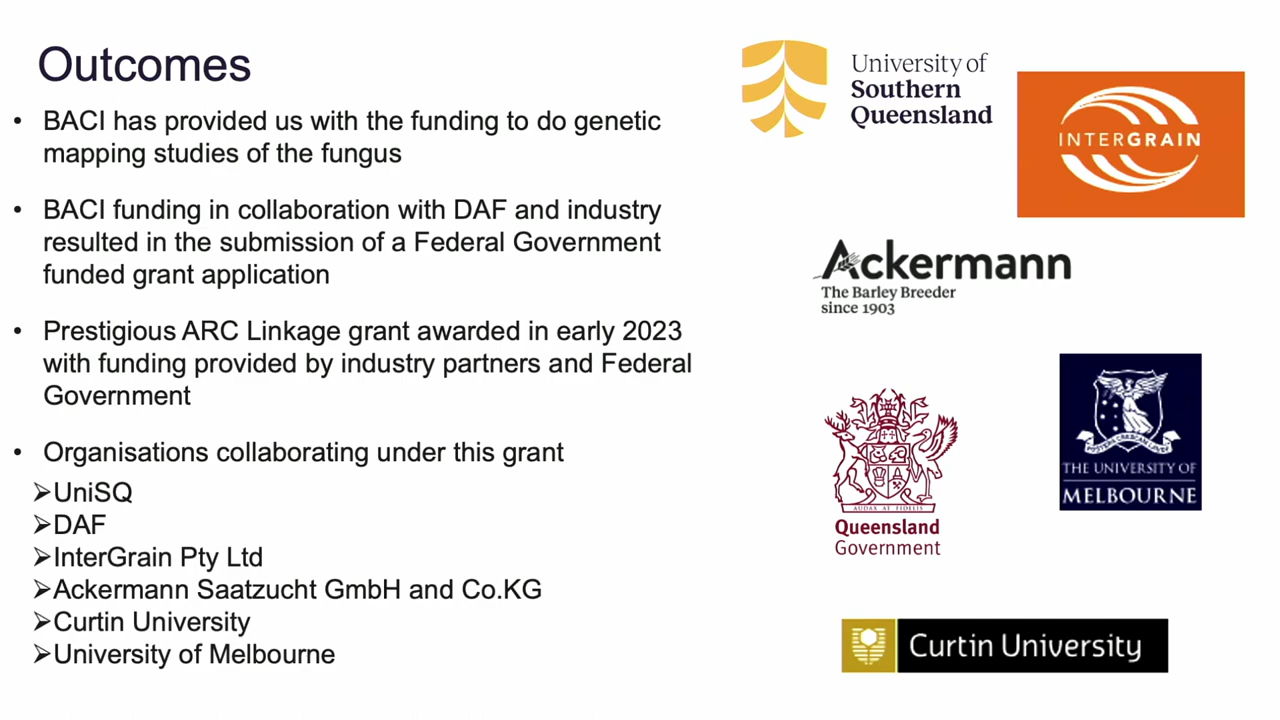 Outcomes
• BACI has provided us with the funding to do genetic
mapping studies of the fungus
• BACI funding in collaboration with DAF and industry
resulted in the submission of a Federal Government
funded grant application
• Prestigious ARC Linkage grant awarded in early 2023
with funding provided by industry partners and Federal
Government
• Organisations collaborating under this grant
➢UniSQ
➢DAF
➢InterGrain Pty Ltd
➢Ackermann Saatzucht GmbH and Co.KG
➢Curtin University
➢University of Melbourne
University of
Southern
Queensland
INTERGRAIN
Ackermann
The Barley Breeder
since 1903
AUDAX AT FIDELIS
Queensland
Government
POSTERA CRESCAM LAUDE
THE UNIVERSITY OF
MELBOURNE
Curtin University